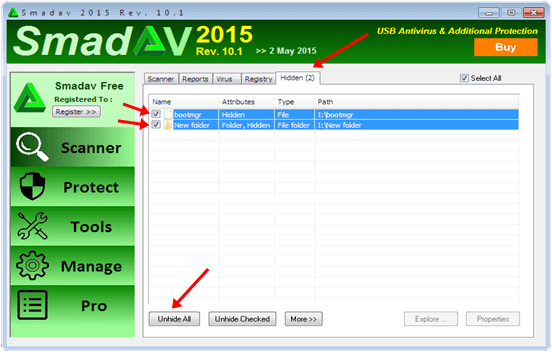 Smadav 2015 Rev. 10.1
SmadAV 2015
Rev. 10.1 >> 2 May 2015
USB Antivirus & Additional Protection
Buy
Smadav Free
Registered To :
Register >>
Scanner
Protect
Tools
Manage
Pro
Scanner Reports Virus Registry Hidden (2)
Select All
Name Attributes Type Path
bootmgr Hidden File I:\bootmgr
New folder Folder, Hidden File folder I:\New folder
Unhide All Unhide Checked More >> Explore ... Properties